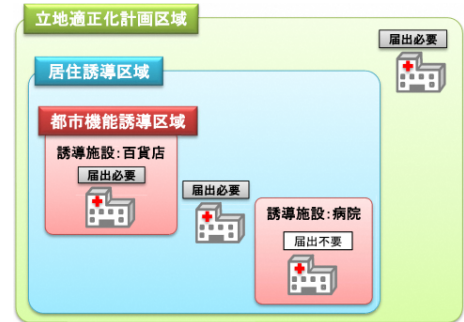 立地適正化計画区域
届出必要
居住誘導区域
都市機能誘導区域
誘導施設:百貨店
届出必要
届出必要
誘導施設:病院
届出不要